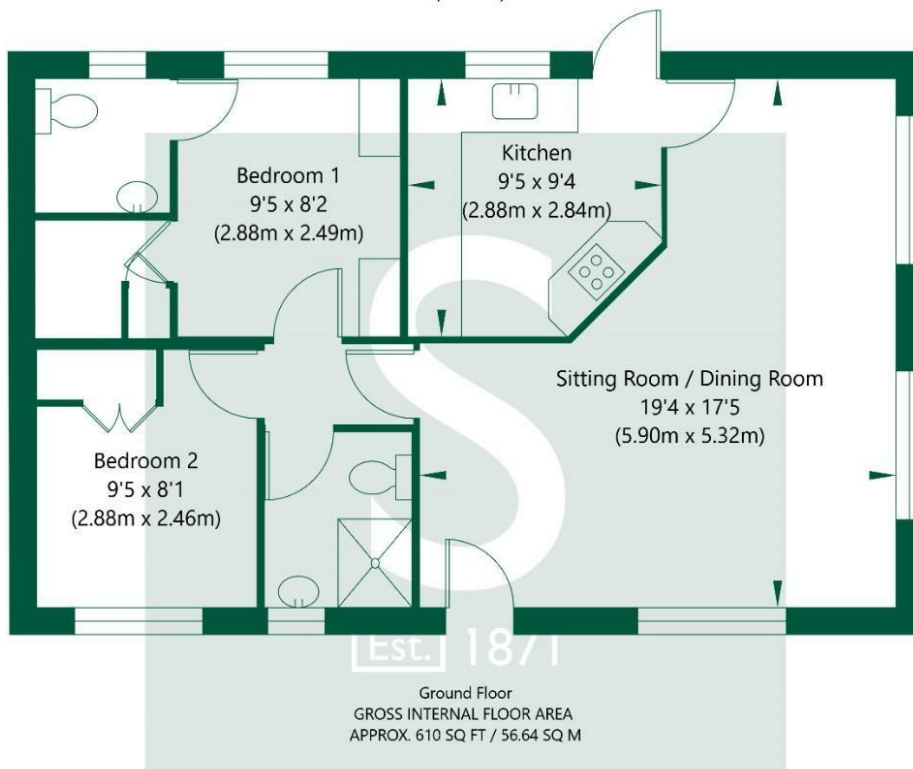 Bedroom 1
9'5 x 8'2
(2.88m x 2.49m)
Kitchen
9'5 x 9'4
(2.88m x 2.84m)
Sitting Room / Dining Room
19'4 x 17'5
(5.90m x 5.32m)
Bedroom 2
9'5 x 8'1
(2.88m x 2.46m)
S
Est. 1871
Ground Floor
GROSS INTERNAL FLOOR AREA
APPROX. 610 SQ FT / 56.64 SQ M